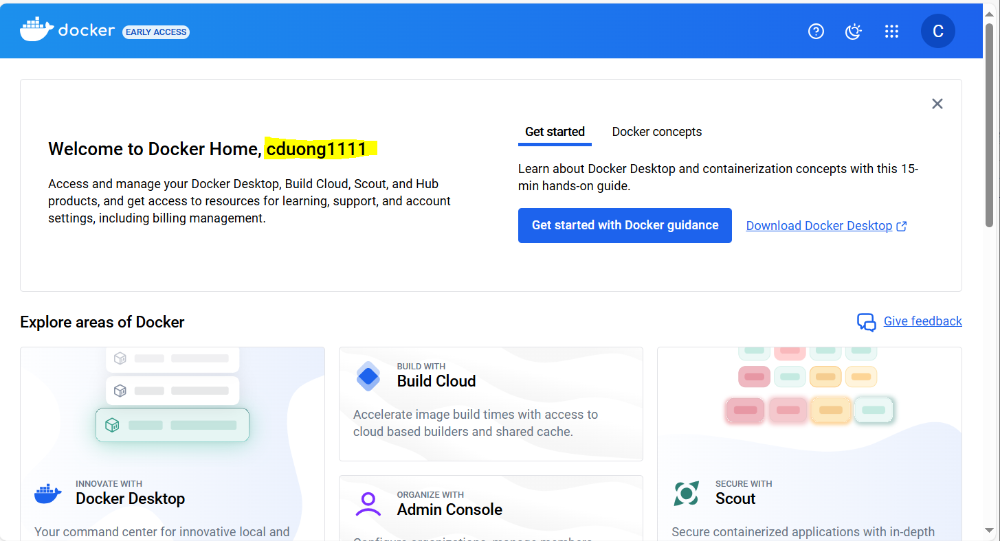 docker EARLY ACCESS
C
Welcome to Docker Home, cduong1111
Access and manage your Docker Desktop, Build Cloud, Scout, and Hub
products, and get access to resources for learning, support, and account
settings, including billing management.
Get started Docker concepts
Learn about Docker Desktop and containerization concepts with this 15-
min hands-on guide.
Get started with Docker guidance Download Docker Desktop
Explore areas of Docker
Give feedback
INNOVATE WITH
Docker Desktop
Your command center for innovative local and
BUILD WITH
Build Cloud
Accelerate image build times with access to
cloud based builders and shared cache.
ORGANIZE WITH
Admin Console
Configure organizations, manage members
SECURE WITH
Scout
Secure containerized applications with in-depth